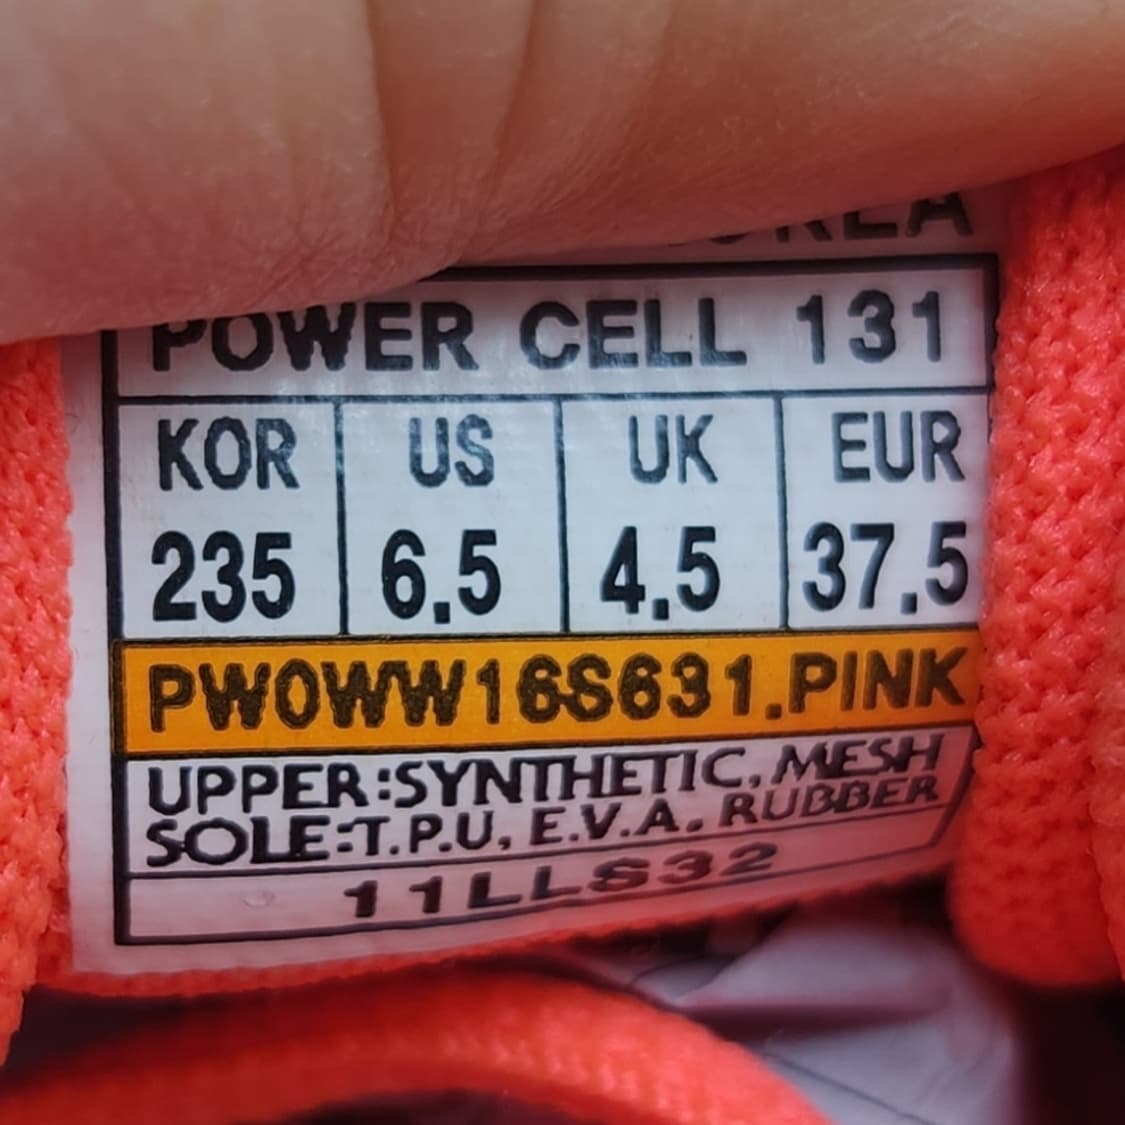 POWER CELL 131
KOR US UK EUR
235 6.5 4.5 37.5
PW0WW16S631.PINK
UPPER:SYNTHETIC, MESH
SOLE:T.P.U, E.V.A. RUBBER
11LLS32